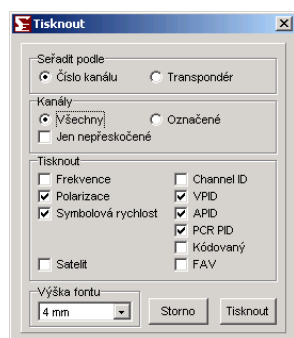 Tisknout
Seřadit podle
Číslo kanálu Transpondér
Kanály
Všechny Označené
Jen nepřeskočené
Tisknout
Frekvence Channel ID
Polarizace VPID
Symbolová rychlost APID
PCR PID
Kódovaný
Satelit FAV
Výška fontu
4 mm Storno Tisknout